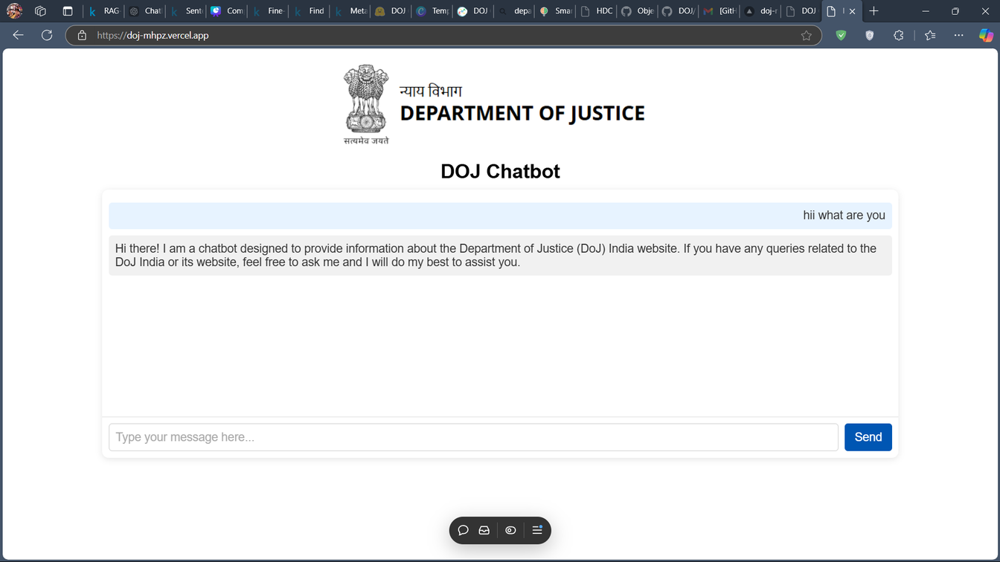 RAG
Chat
Sent
Com
Fine
Find
Meta
DOJ
Temp
DOJ
depa
Smar
HDC
Obje
DOJ/
[GitH
doj-r
DOJ
https://doj-mhpz.vercel.app
न्याय विभाग
DEPARTMENT OF JUSTICE
सत्यमेव जयते
DOJ Chatbot
hii what are you
Hi there! I am a chatbot designed to provide information about the Department of Justice (DoJ) India website. If you have any queries related to the
DoJ India or its website, feel free to ask me and I will do my best to assist you.
Type your message here...
Send